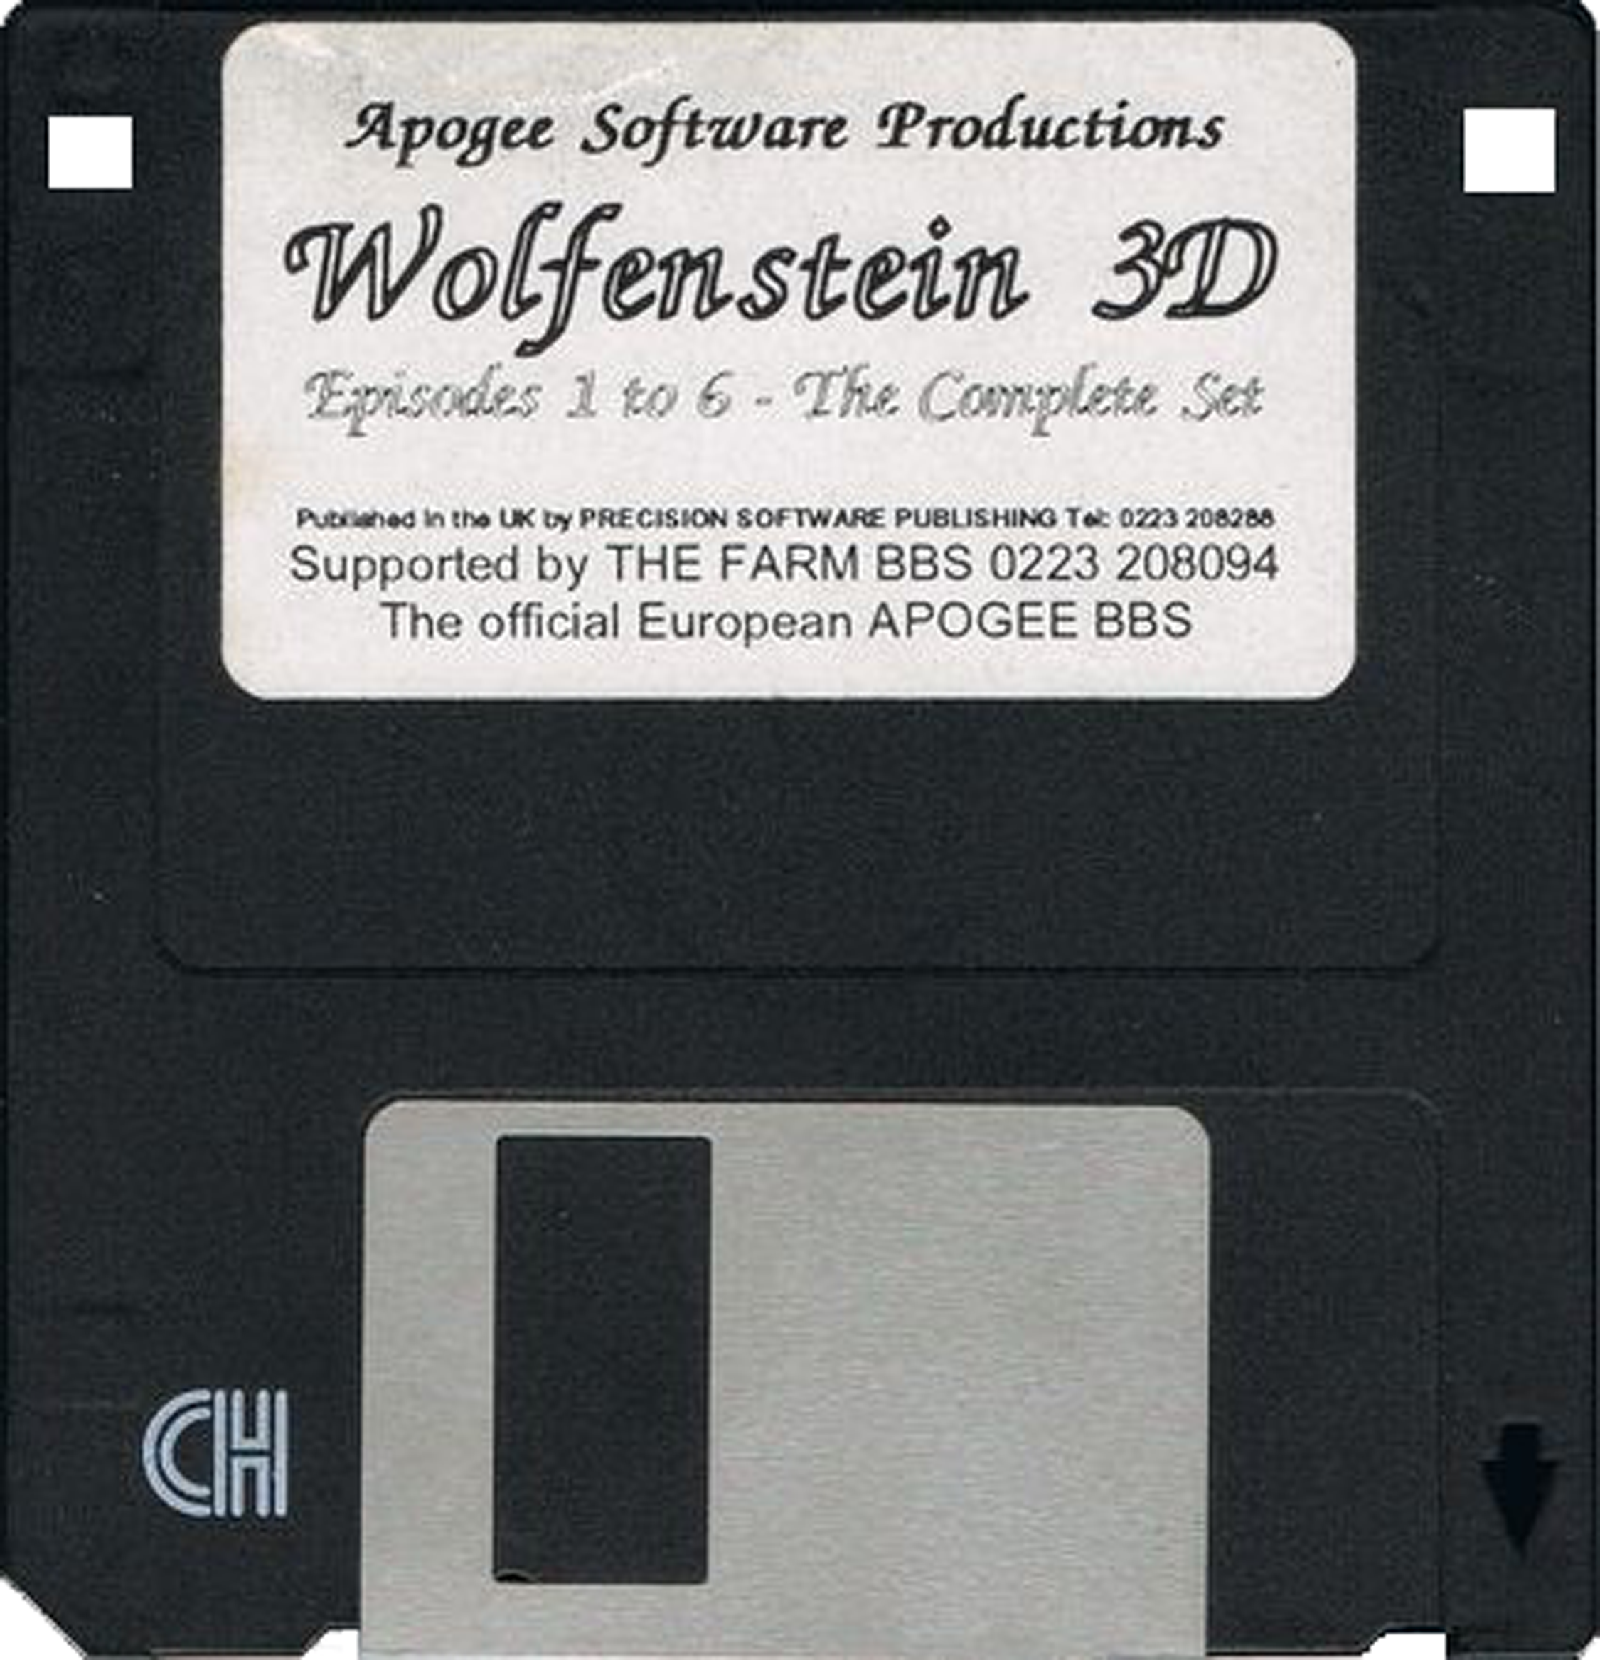 Apogee Software Productions
Wolfenstein 3D
Episodes 1 to 6 - The Complete Set
Published in the UK by PRECISION SOFTWARE PUBLISHING Tel: 0223 208288
Supported by THE FARM BBS 0223 208094
The official European APOGEE BBS
CH